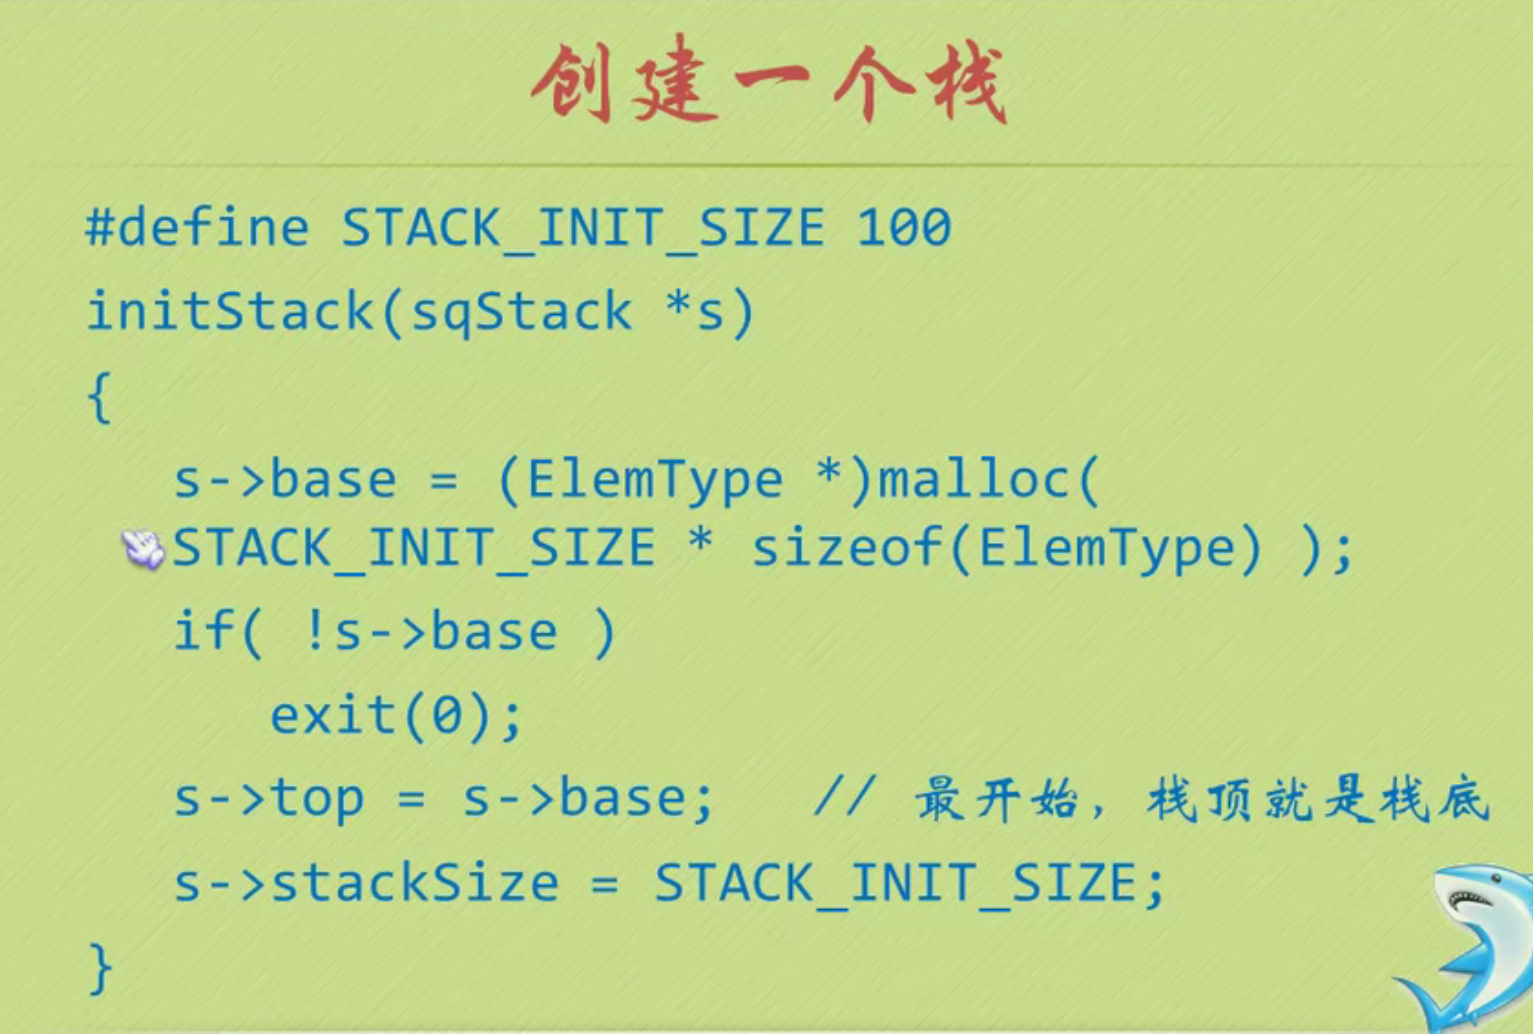 创建一个栈
#define STACK_INIT_SIZE 100
initStack(sqStack *s)
{
s->base = (ElemType *)malloc(
STACK_INIT_SIZE * sizeof(ElemType) );
if( !s->base )
exit(0);
s->top = s->base;   // 最开始，栈顶就是栈底
s->stackSize = STACK_INIT_SIZE;
}